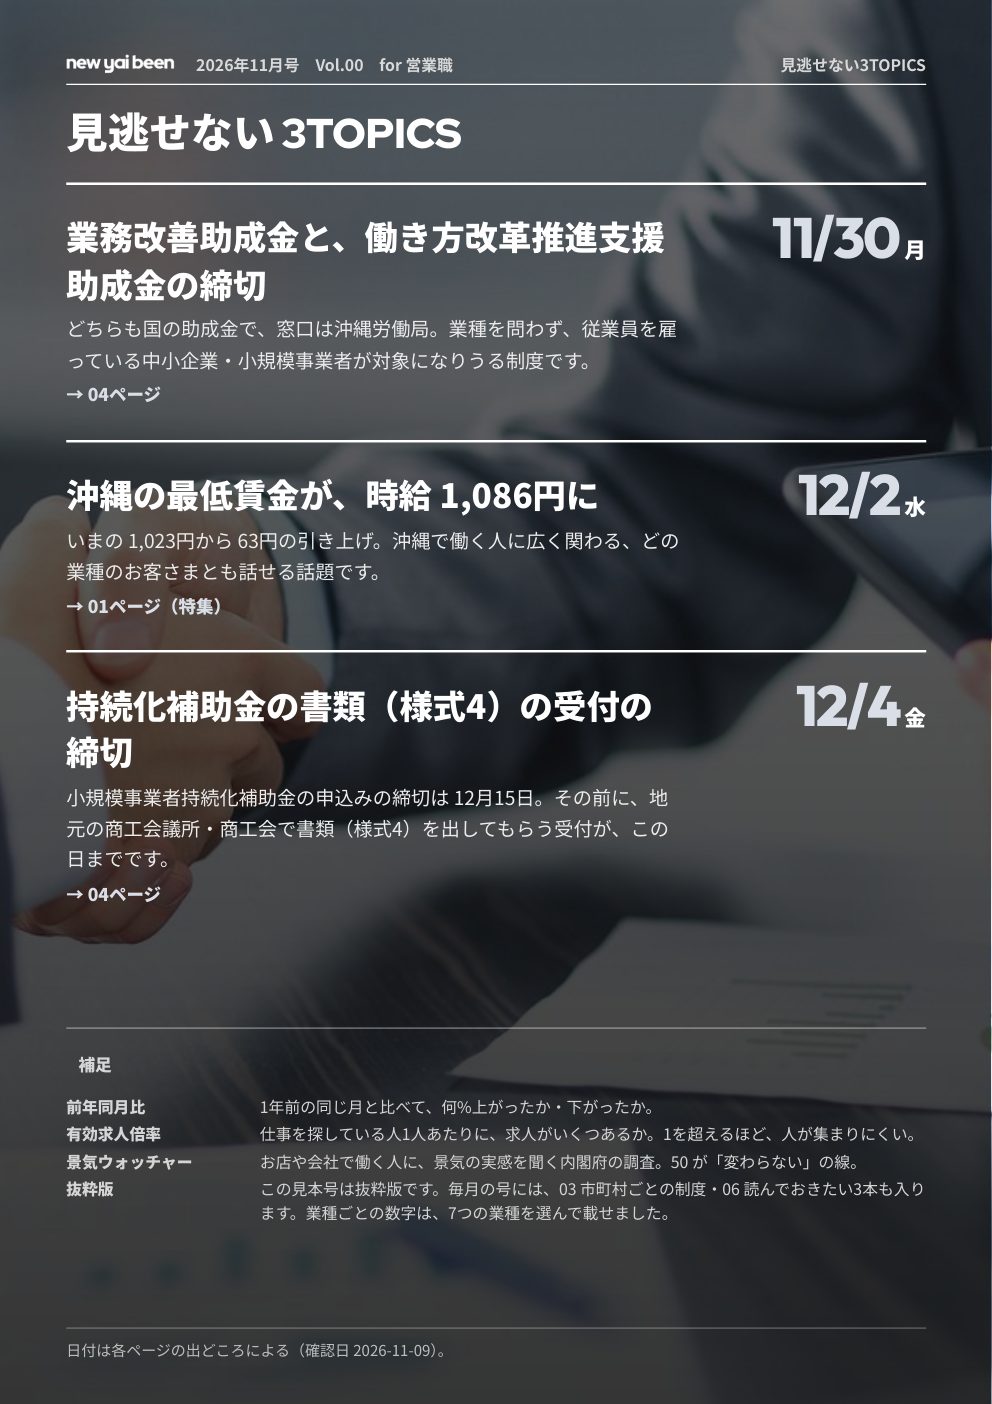 new yai been 2026年11月号 Vol.00 for 営業職 見逃せない3TOPICS
見逃せない 3TOPICS
業務改善助成金と、働き方改革推進支援 11/30 月
助成金の締切
どちらも国の助成金で、窓口は沖縄労働局。業種を問わず、従業員を雇
っている中小企業・小規模事業者が対象になりうる制度です。
→ 04ページ
沖縄の最低賃金が、時給 1,086円に 12/2 水
いまの 1,023円から 63円の引き上げ。沖縄で働く人に広く関わる、どの
業種のお客さまとも話せる話題です。
→ 01ページ（特集）
持続化補助金の書類（様式4）の受付の 12/4 金
締切
小規模事業者持続化補助金の申込みの締切は 12月15日。その前に、地
元の商工会議所・商工会で書類（様式4）を出してもらう受付が、この
日までです。
→ 04ページ
補足
前年同月比 1年前の同じ月と比べて、何%上がったか・下がったか。
有効求人倍率 仕事を探している人1人あたりに、求人がいくつあるか。1を超えるほど、人が集まりにくい。
景気ウォッチャー お店や会社で働く人に、景気の実感を聞く内閣府の調査。50 が「変わらない」の線。
抜粋版 この見本号は抜粋版です。毎月の号には、03 市町村ごとの制度・06 読んでおきたい3本も入り
ます。業種ごとの数字は、7つの業種を選んで載せました。
日付は各ページの出どころによる（確認日 2026-11-09）。